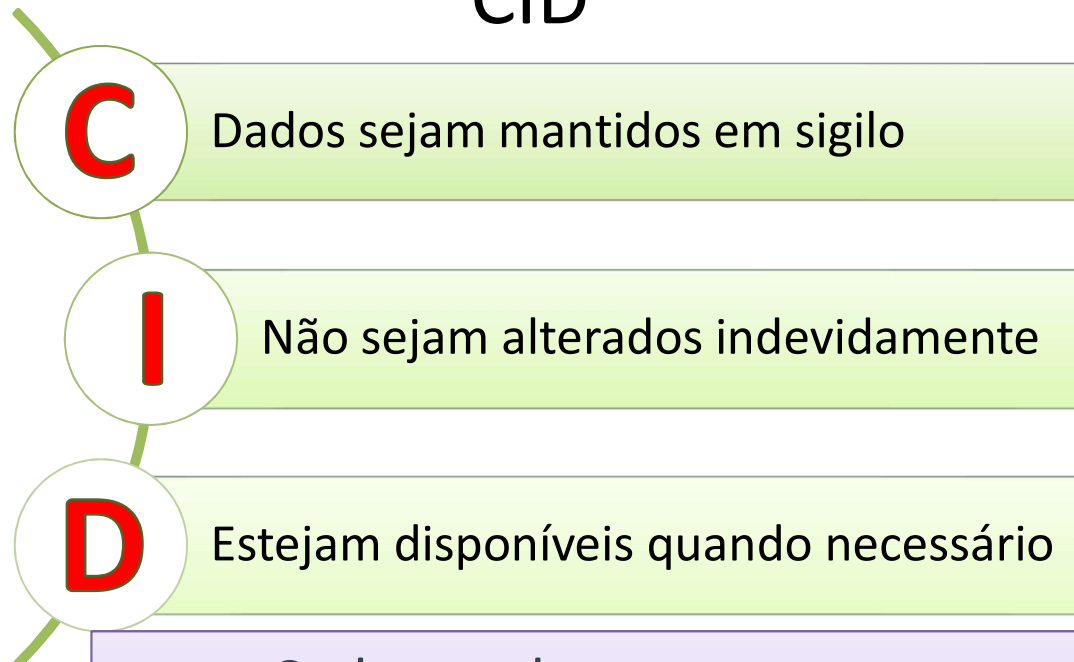 CID
C
Dados sejam mantidos em sigilo
I
Não sejam alterados indevidamente
D
Estejam disponíveis quando necessário